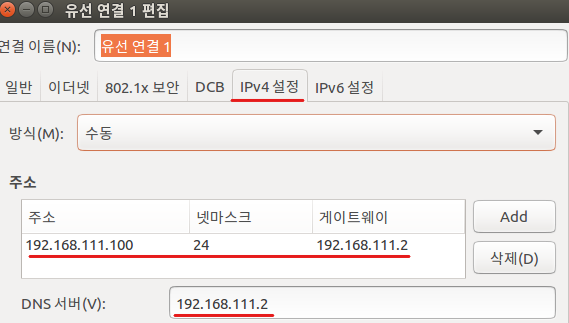 유선 연결 1 편집
연결 이름(N): 유선 연결 1
일반 이더넷 802.1x 보안 DCB IPv4 설정 IPv6 설정
방식(M): 수동
주소
주소 넷마스크 게이트웨이 Add
192.168.111.100 24 192.168.111.2
삭제(D)
DNS 서버(V): 192.168.111.2